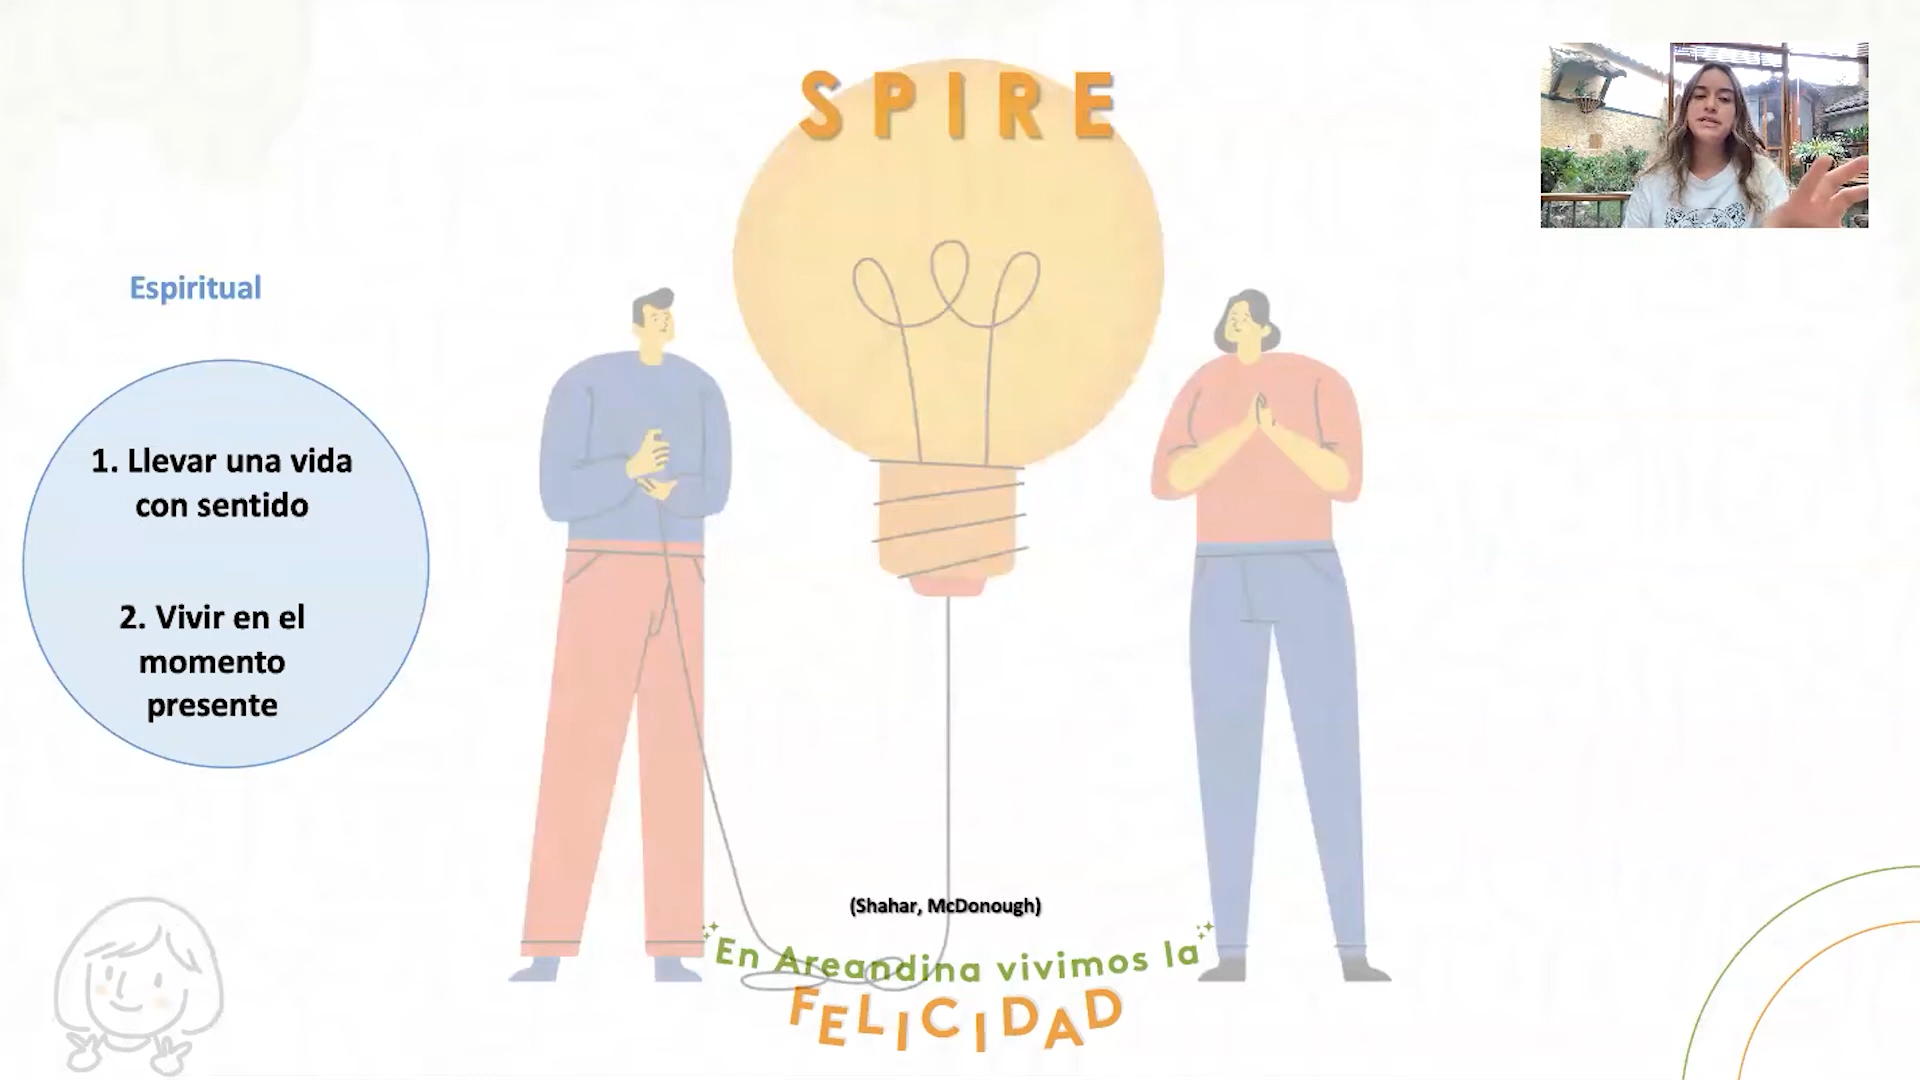 SPIRE
Espiritual
1. Llevar una vida
con sentido
2. Vivir en el
momento
presente
(Shahar, McDonough)
En Areandina vivimos la
FELICIDAD